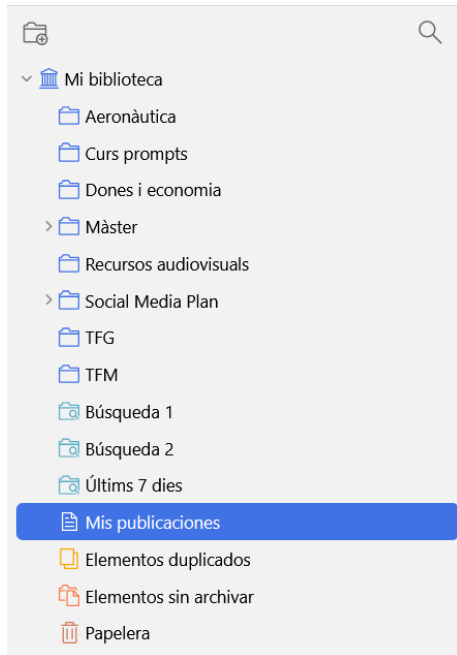 Mi biblioteca
Aeronàutica
Curs prompts
Dones i economia
Màster
Recursos audiovisuals
Social Media Plan
TFG
TFM
Búsqueda 1
Búsqueda 2
Últims 7 dies
Mis publicaciones
Elementos duplicados
Elementos sin archivar
Papelera